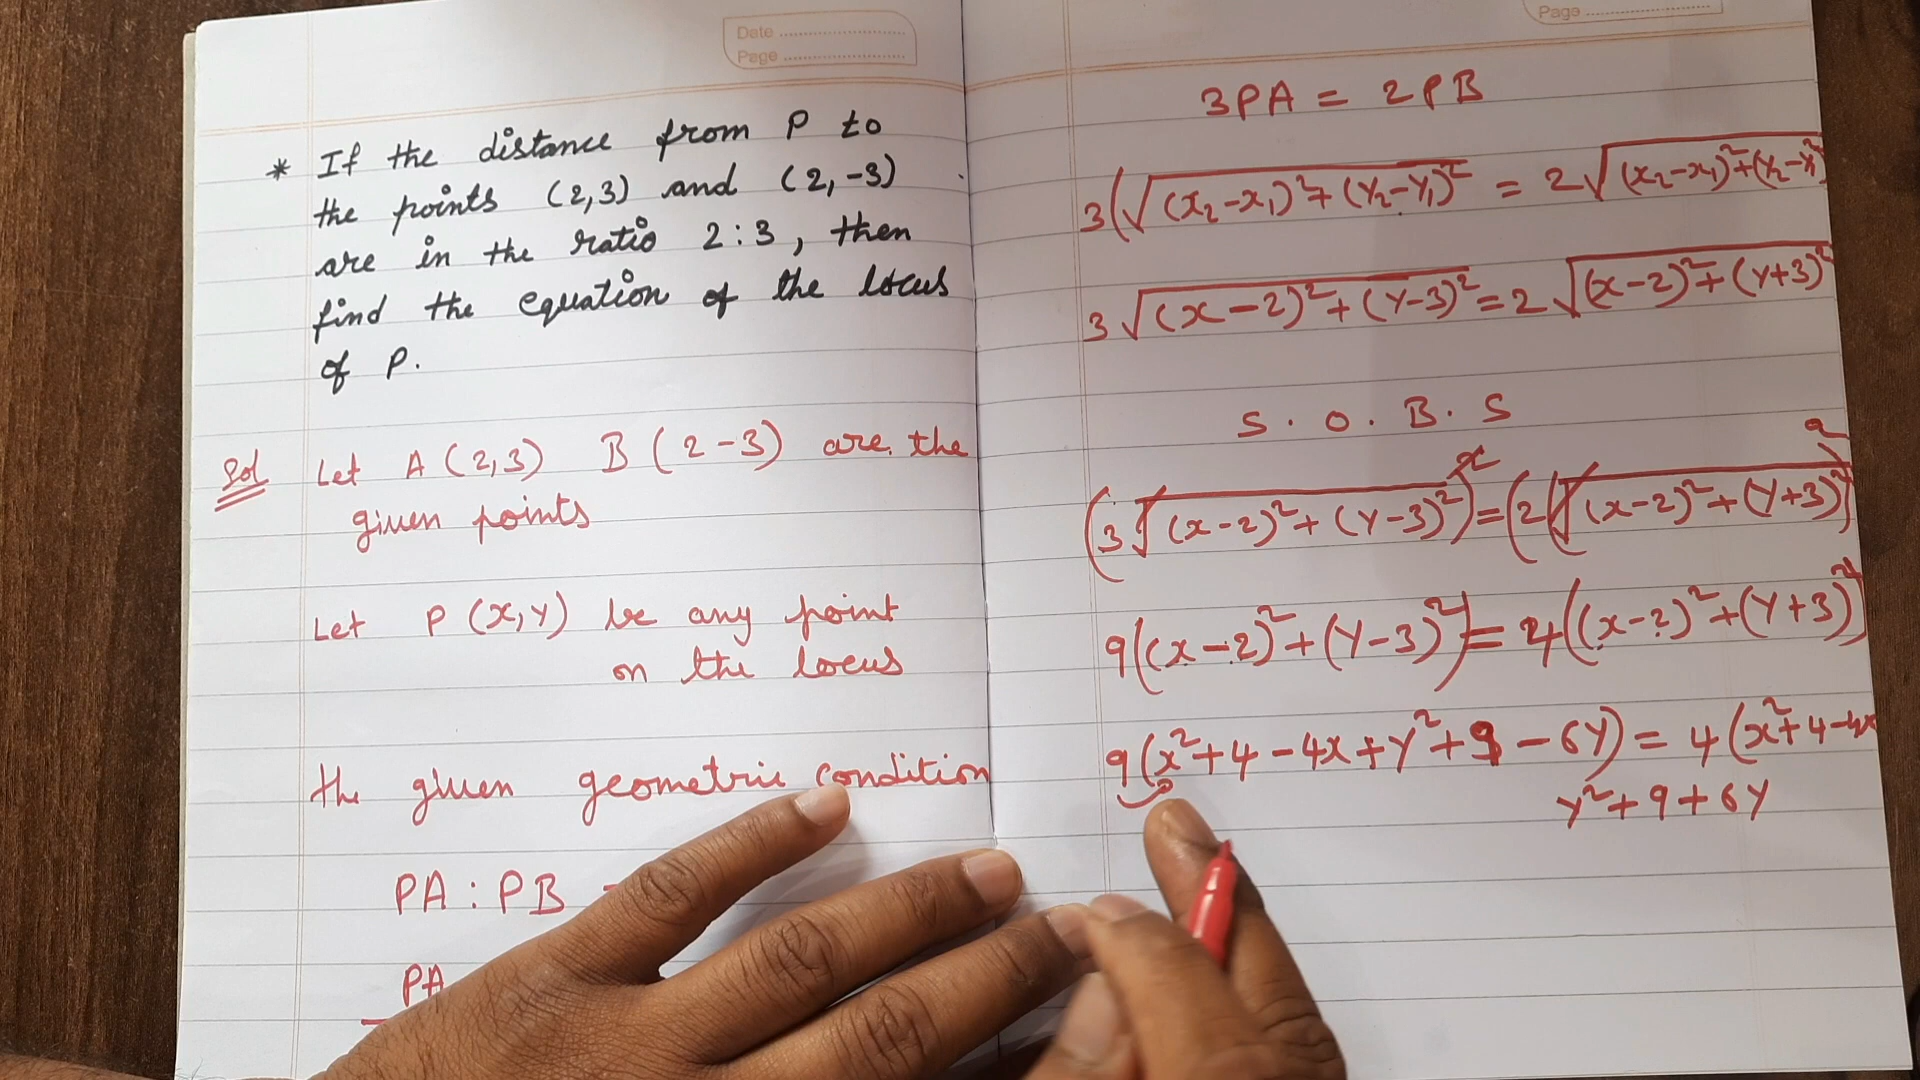 Date
Page
* If the distance from P to
the points (2,3) and (2,-3)
are in the ratio 2:3, then
find the equation of the locus
of P.
Sol Let A(2,3) B(2-3) are the
given points
Let P(x,y) be any point
on the locus
the given geometric condition
PA : PB
PA
Page
3PA = 2PB
3(√(x₂-x₁)²+(y₂-y₁)² = 2√(x₂-x₁)²+(y₂-y₁)²
3√(x-2)²+(y-3)² = 2√(x-2)²+(y+3)²
S.O.B.S
(3√(x-2)²+(y-3)²)² = (2(√(x-2)²+(y+3)²)²
9((x-2)²+(y-3)²) = 4((x-2)²+(y+3)²)
9(x²+4-4x+y²+9-6y) = 4(x²+4-4x
y²+9+6y